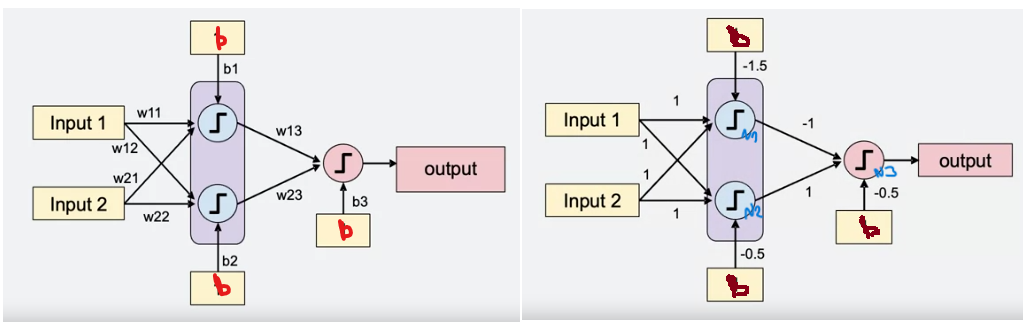 b
b1
Input 1
w11
w12
w13
w21
Input 2
w22
w23
output
b3
b
b2
b
b
-1.5
Input 1
1
1
N1
-1
1
Input 2
1
N2
1
N3
output
-0.5
b
-0.5
b